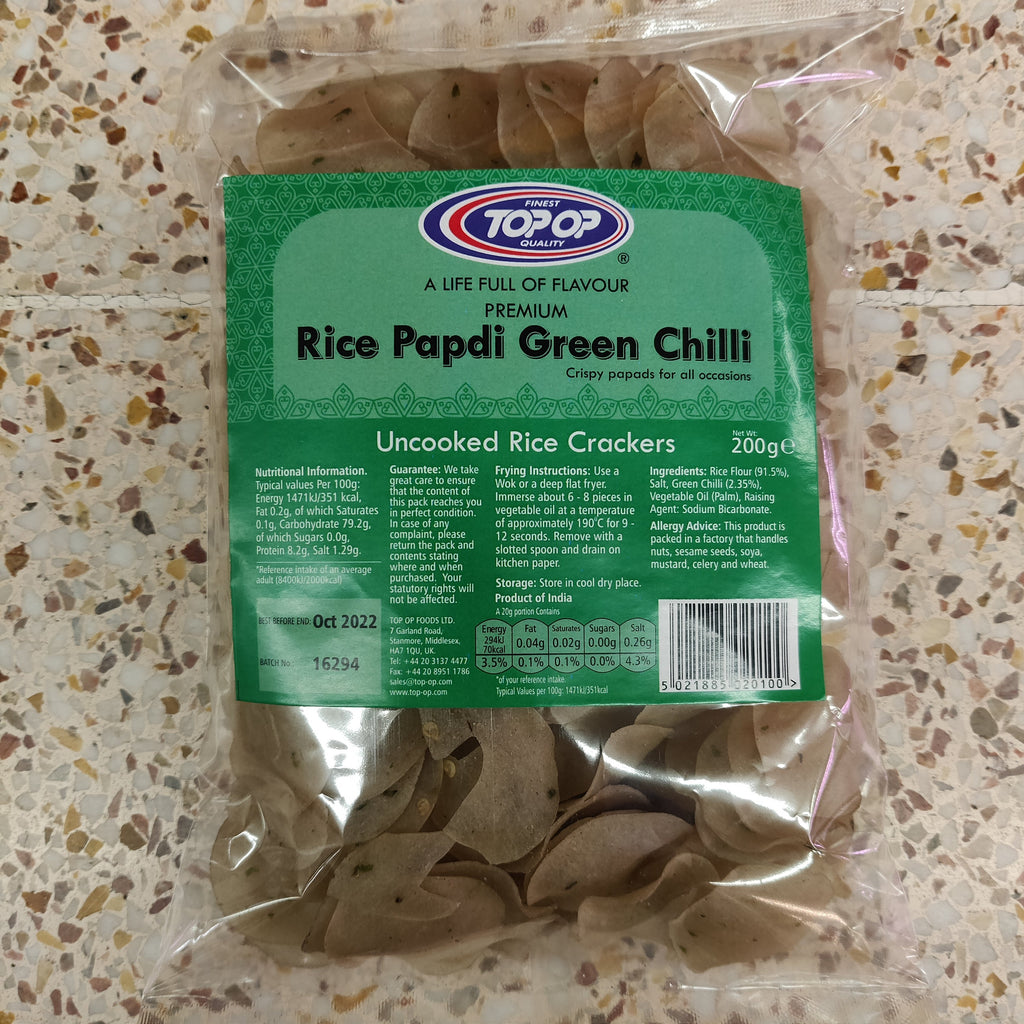 FINEST
TOP OP
QUALITY
®
A LIFE FULL OF FLAVOUR
PREMIUM
Rice Papdi Green Chilli
Crispy papads for all occasions
Uncooked Rice Crackers
Net Wt:
200g℮
Nutritional Information.
Typical values Per 100g:
Energy 1471kJ/351 kcal,
Fat 0.2g, of which Saturates
0.1g, Carbohydrate 79.2g,
of which Sugars 0.0g,
Protein 8.2g, Salt 1.29g.
*Reference intake of an average
adult (8400kJ/2000kcal)
BEST BEFORE END: Oct 2022
BATCH No.: 16294
Guarantee: We take
great care to ensure
that the content of
this pack reaches you
in perfect condition.
In case of any
complaint, please
return the pack and
contents stating
where and when
purchased. Your
statutory rights will
not be affected.
TOP OP FOODS LTD.
7 Garland Road,
Stanmore, Middlesex,
HA7 1QU, UK.
Tel: +44 20 3137 4477
Fax: +44 20 8951 1786
sales@top-op.com
www.top-op.com
Frying Instructions: Use a
Wok or a deep flat fryer.
Immerse about 6 - 8 pieces in
vegetable oil at a temperature
of approximately 190°C for 9 -
12 seconds. Remove with a
slotted spoon and drain on
kitchen paper.
Storage: Store in cool dry place.
Product of India
A 20g portion Contains
Energy Fat Saturates Sugars Salt
294kJ
70kcal 0.04g 0.02g 0.00g 0.26g
3.5% 0.1% 0.1% 0.0% 4.3%
*of your reference intake.
Typical Values per 100g: 1471kJ/351kcal
Ingredients: Rice Flour (91.5%),
Salt, Green Chilli (2.35%),
Vegetable Oil (Palm), Raising
Agent: Sodium Bicarbonate.
Allergy Advice: This product is
packed in a factory that handles
nuts, sesame seeds, soya,
mustard, celery and wheat.
5 021885 020100 >